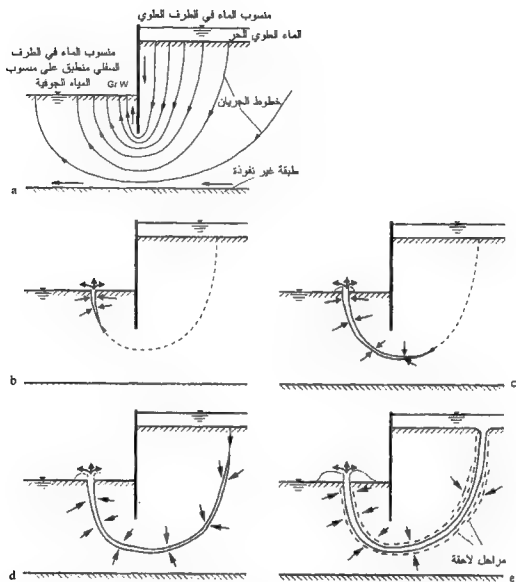 منسوب الماء في الطرف العلوي
الماء العلوي الحر
منسوب الماء في الطرف
السفلي منطبق على منسوب
المياه الجوفية
Gr W
خطوط الجريان
طبقة غير نفوذة
a
b
c
d
مراحل لاحقة
e